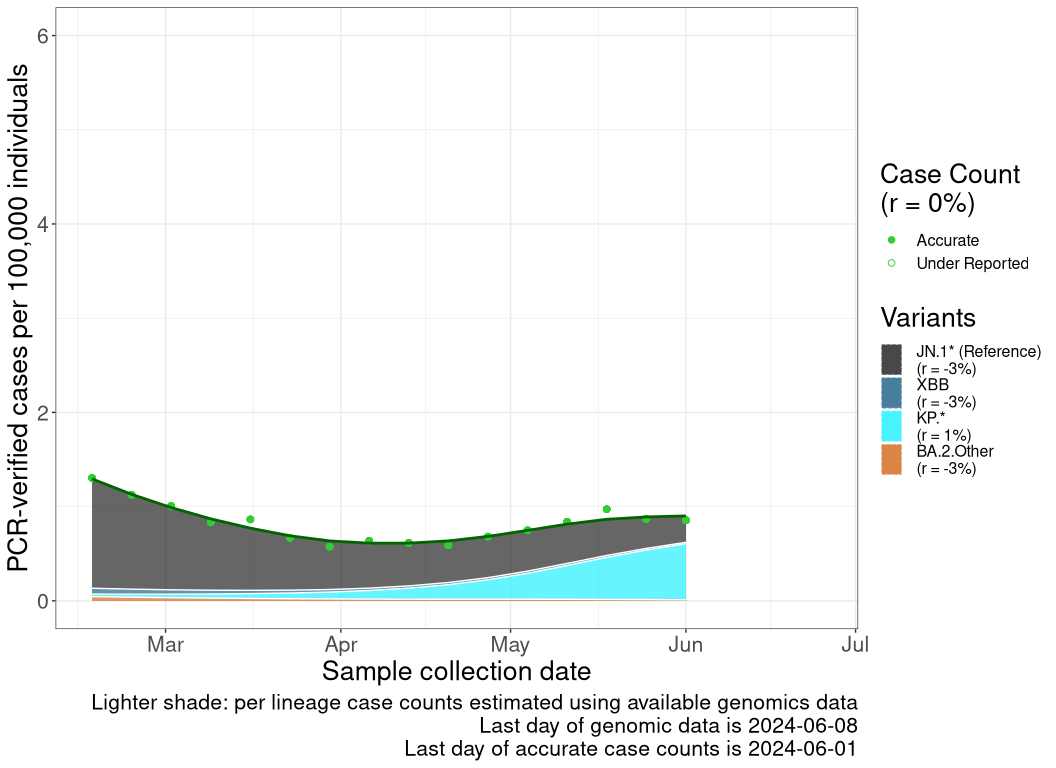 PCR-verified cases per 100,000 individuals
6
4
2
0
Mar
Apr
May
Jun
Jul
Sample collection date
Lighter shade: per lineage case counts estimated using available genomics data
Last day of genomic data is 2024-06-08
Last day of accurate case counts is 2024-06-01
Case Count
(r = 0%)
Accurate
Under Reported
Variants
JN.1* (Reference)
(r = -3%)
XBB
(r = -3%)
KP.*
(r = 1%)
BA.2.Other
(r = -3%)